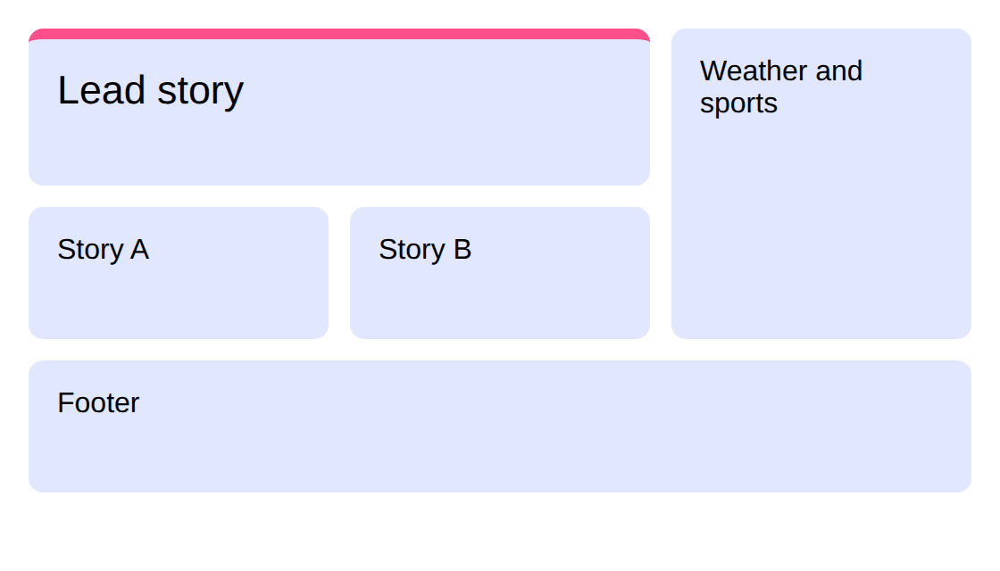 Lead story
Weather and
sports
Story A
Story B
Footer